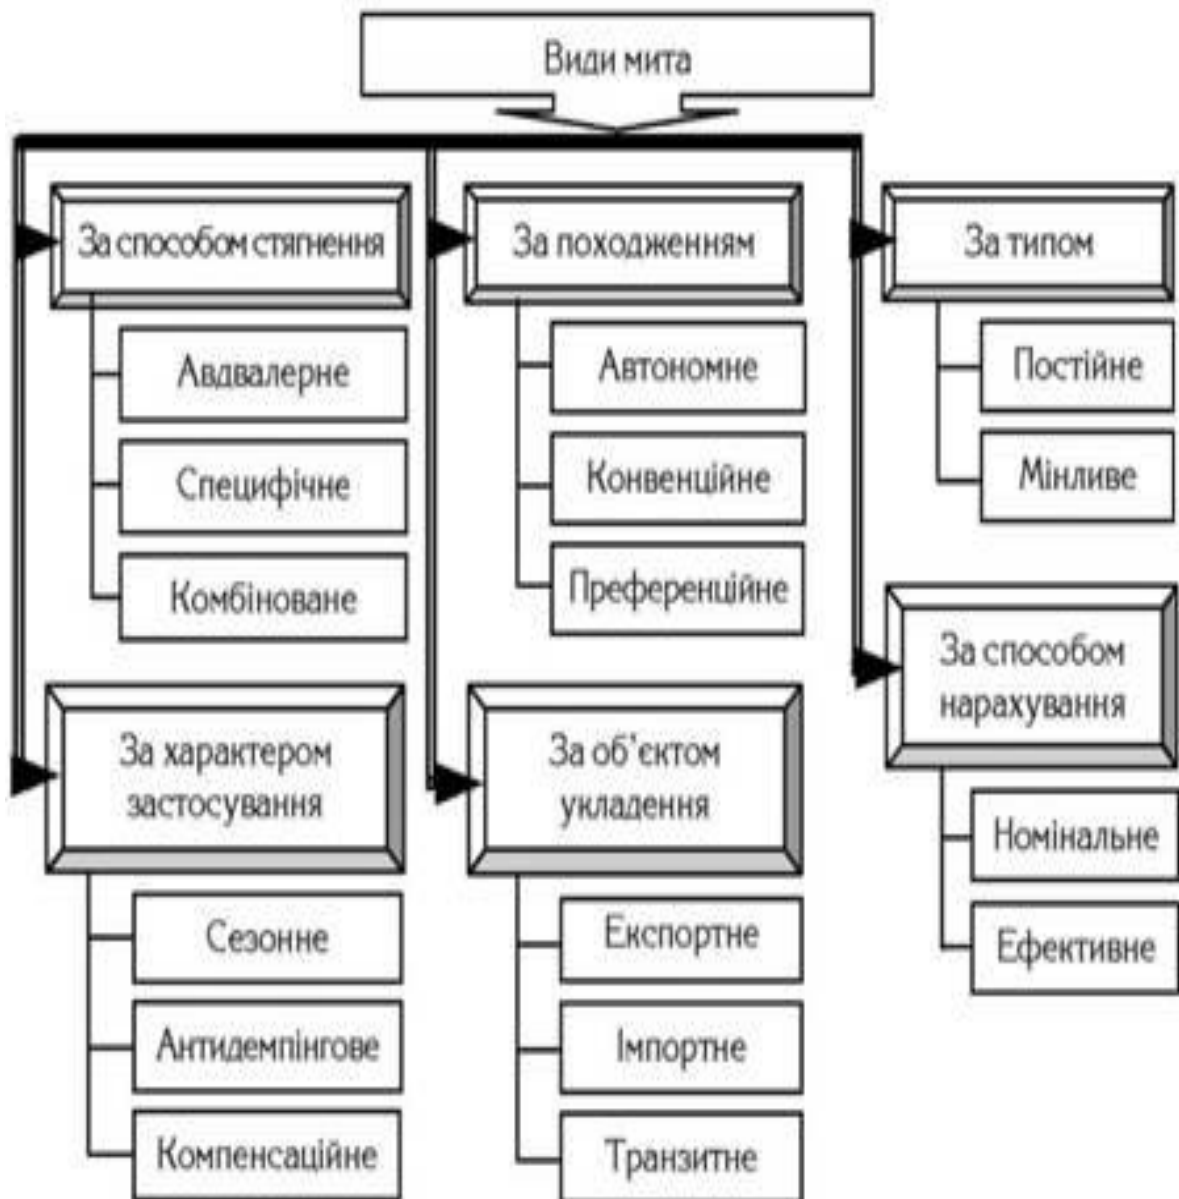 Види мита
За способом стягнення
Авдвалерне
Специфічне
Комбіноване
За походженням
Автономне
Конвенційне
Преференційне
За типом
Постійне
Мінливе
За характером
застосування
Сезонне
Антидемпінгове
Компенсаційне
За об'єктом
укладення
Експортне
Імпортне
Транзитне
За способом
нарахування
Номінальне
Ефективне